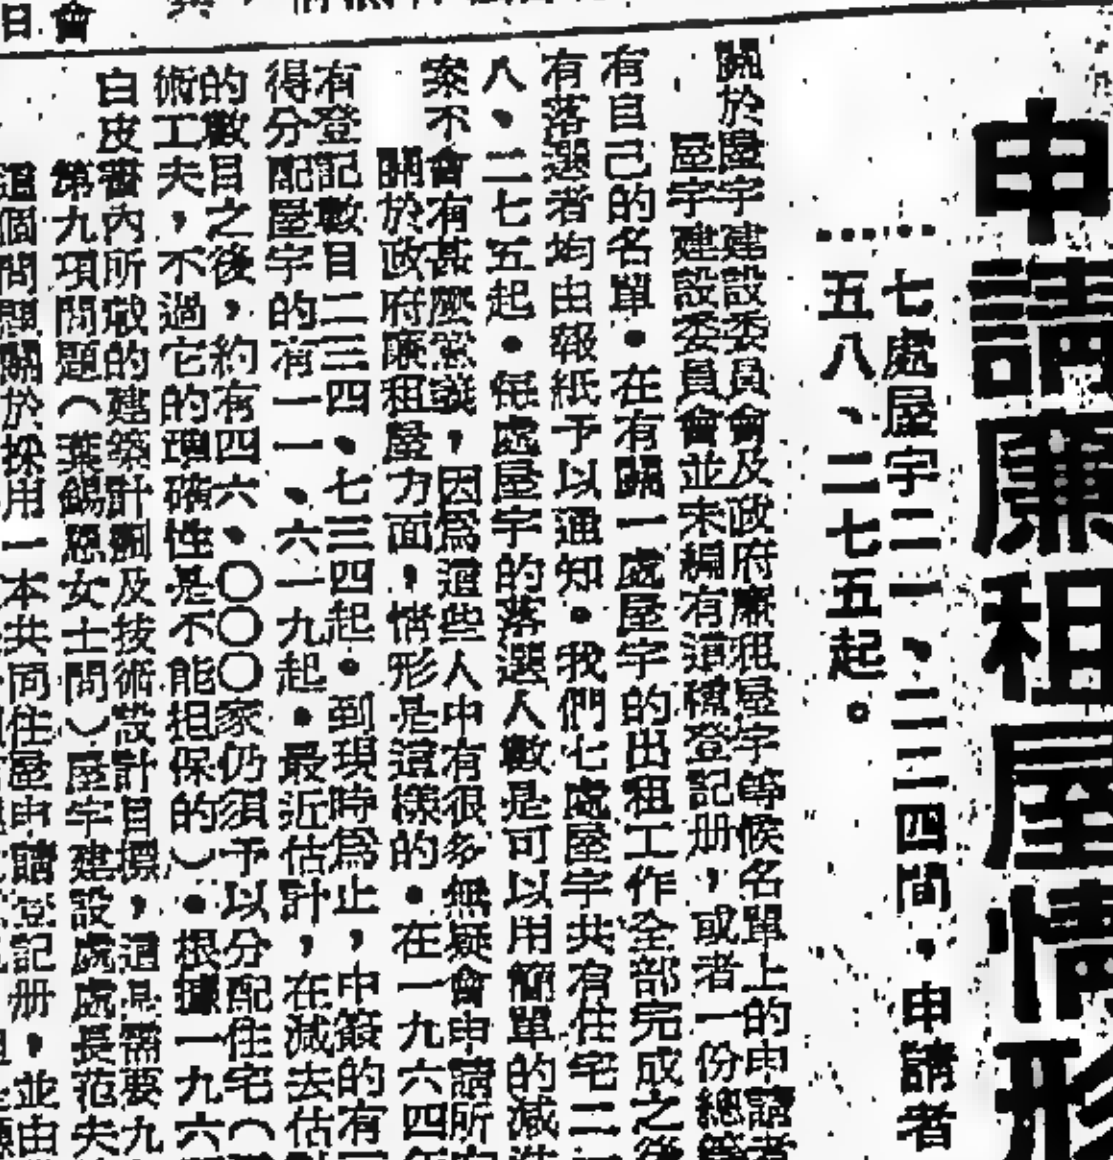 申請廉租屋情形
七處屋宇二一、二三四間・申請者
五八、二七五起。
關於屋宇建設委員會及政府廉租屋宇等候名單上的申請者
屋宇建設委員會並未編有這種登記册，或者一份總
有自己的名單・在有關一處屋宇的出租工作全部完成之後
有落選者均由報紙予以通知・我們七處屋宇共有住宅二
八、二七五起・每處屋宇的落選人數是可以用簡單的減
案不會有甚麼意義，因爲這些人中有很多無疑會申請所
關於政府廉租屋方面，情形是這樣的・在一九六四年
有登記數目二三四、七三四起・到現時爲止，中簽的有
得分配屋宇的有一一、六一九起・最近估計，在減去估
的數目之後，約有四六、〇〇〇家仍須予以分配住宅（
術工夫，不過它的準確性是不能担保的）・根據一九六
白皮書內所載的建築計劃及技術設計目標，這是需要九
第九項問題（葉錫恩女士問）屋宇建設處處長范夫
這個問題關於採用一本共同住屋申請登記册，並由
日會